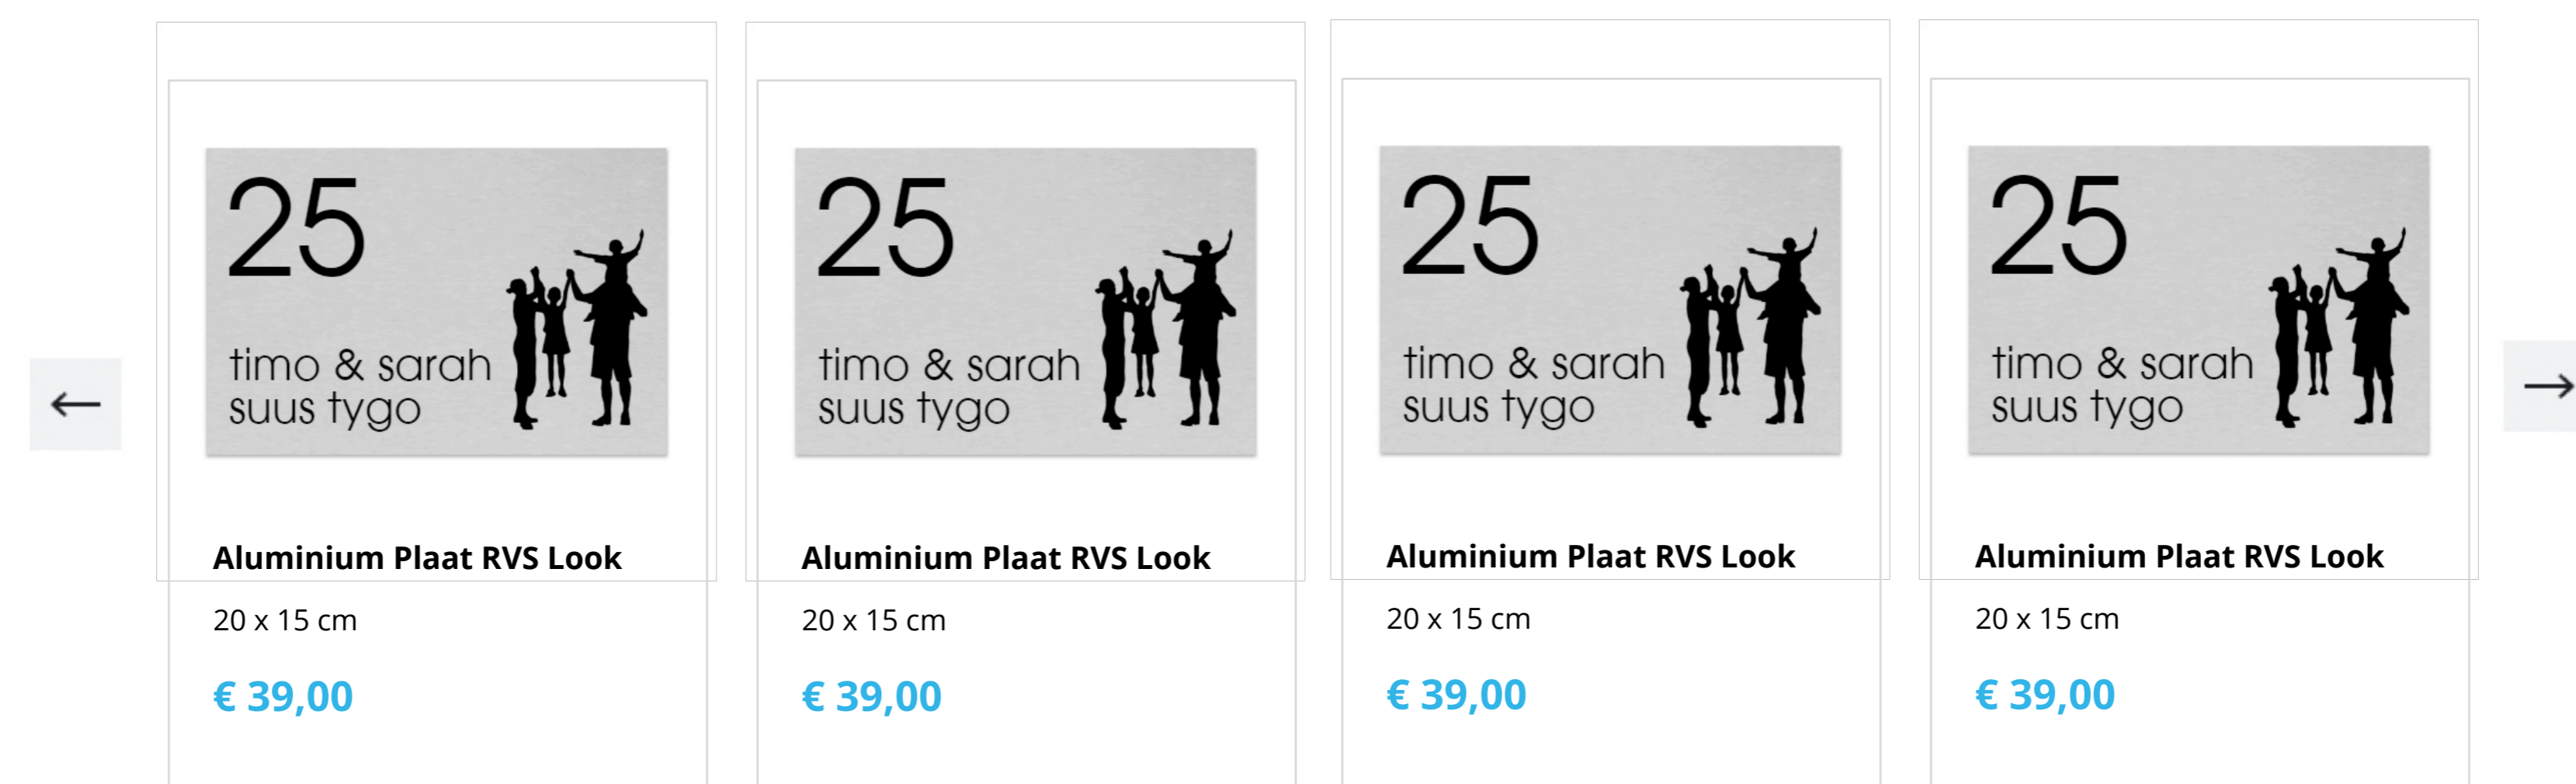 25
timo & sarah
suus tygo
Aluminium Plaat RVS Look
20 x 15 cm
€ 39,00
25
timo & sarah
suus tygo
Aluminium Plaat RVS Look
20 x 15 cm
€ 39,00
25
timo & sarah
suus tygo
Aluminium Plaat RVS Look
20 x 15 cm
€ 39,00
25
timo & sarah
suus tygo
Aluminium Plaat RVS Look
20 x 15 cm
€ 39,00